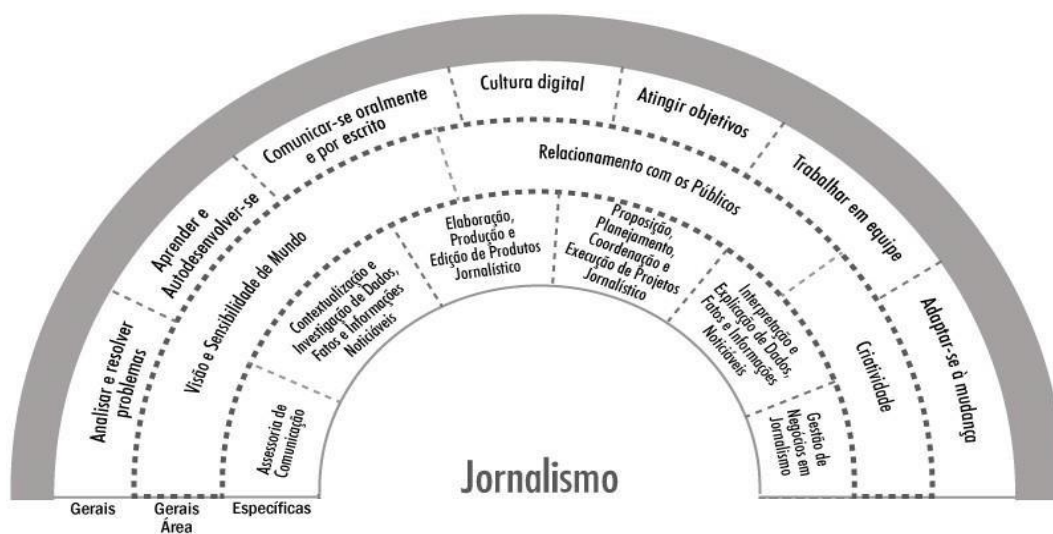 Analisar e resolver
problemas
Aprender e
Autodesenvolver-se
Comunicar-se oralmente
e por escrito
Cultura digital
Atingir objetivos
Trabalhar em equipe
Adaptar-se à mudança
Visão e Sensibilidade de Mundo
Relacionamento com os Públicos
Criatividade
Assessoria de
Comunicação
Contextualização e
Investigação de Dados,
Fatos e Informações
Noticiáveis
Elaboração,
Produção e
Edição de Produtos
Jornalístico
Proposição,
Planejamento,
Coordenação e
Execução de Projetos
Jornalístico
Interpretação e
Explicação de Dados,
Fatos e Informações
Noticiáveis
Gestão de
Negócios em
Jornalismo
Jornalismo
Gerais
Gerais
Área
Específicas